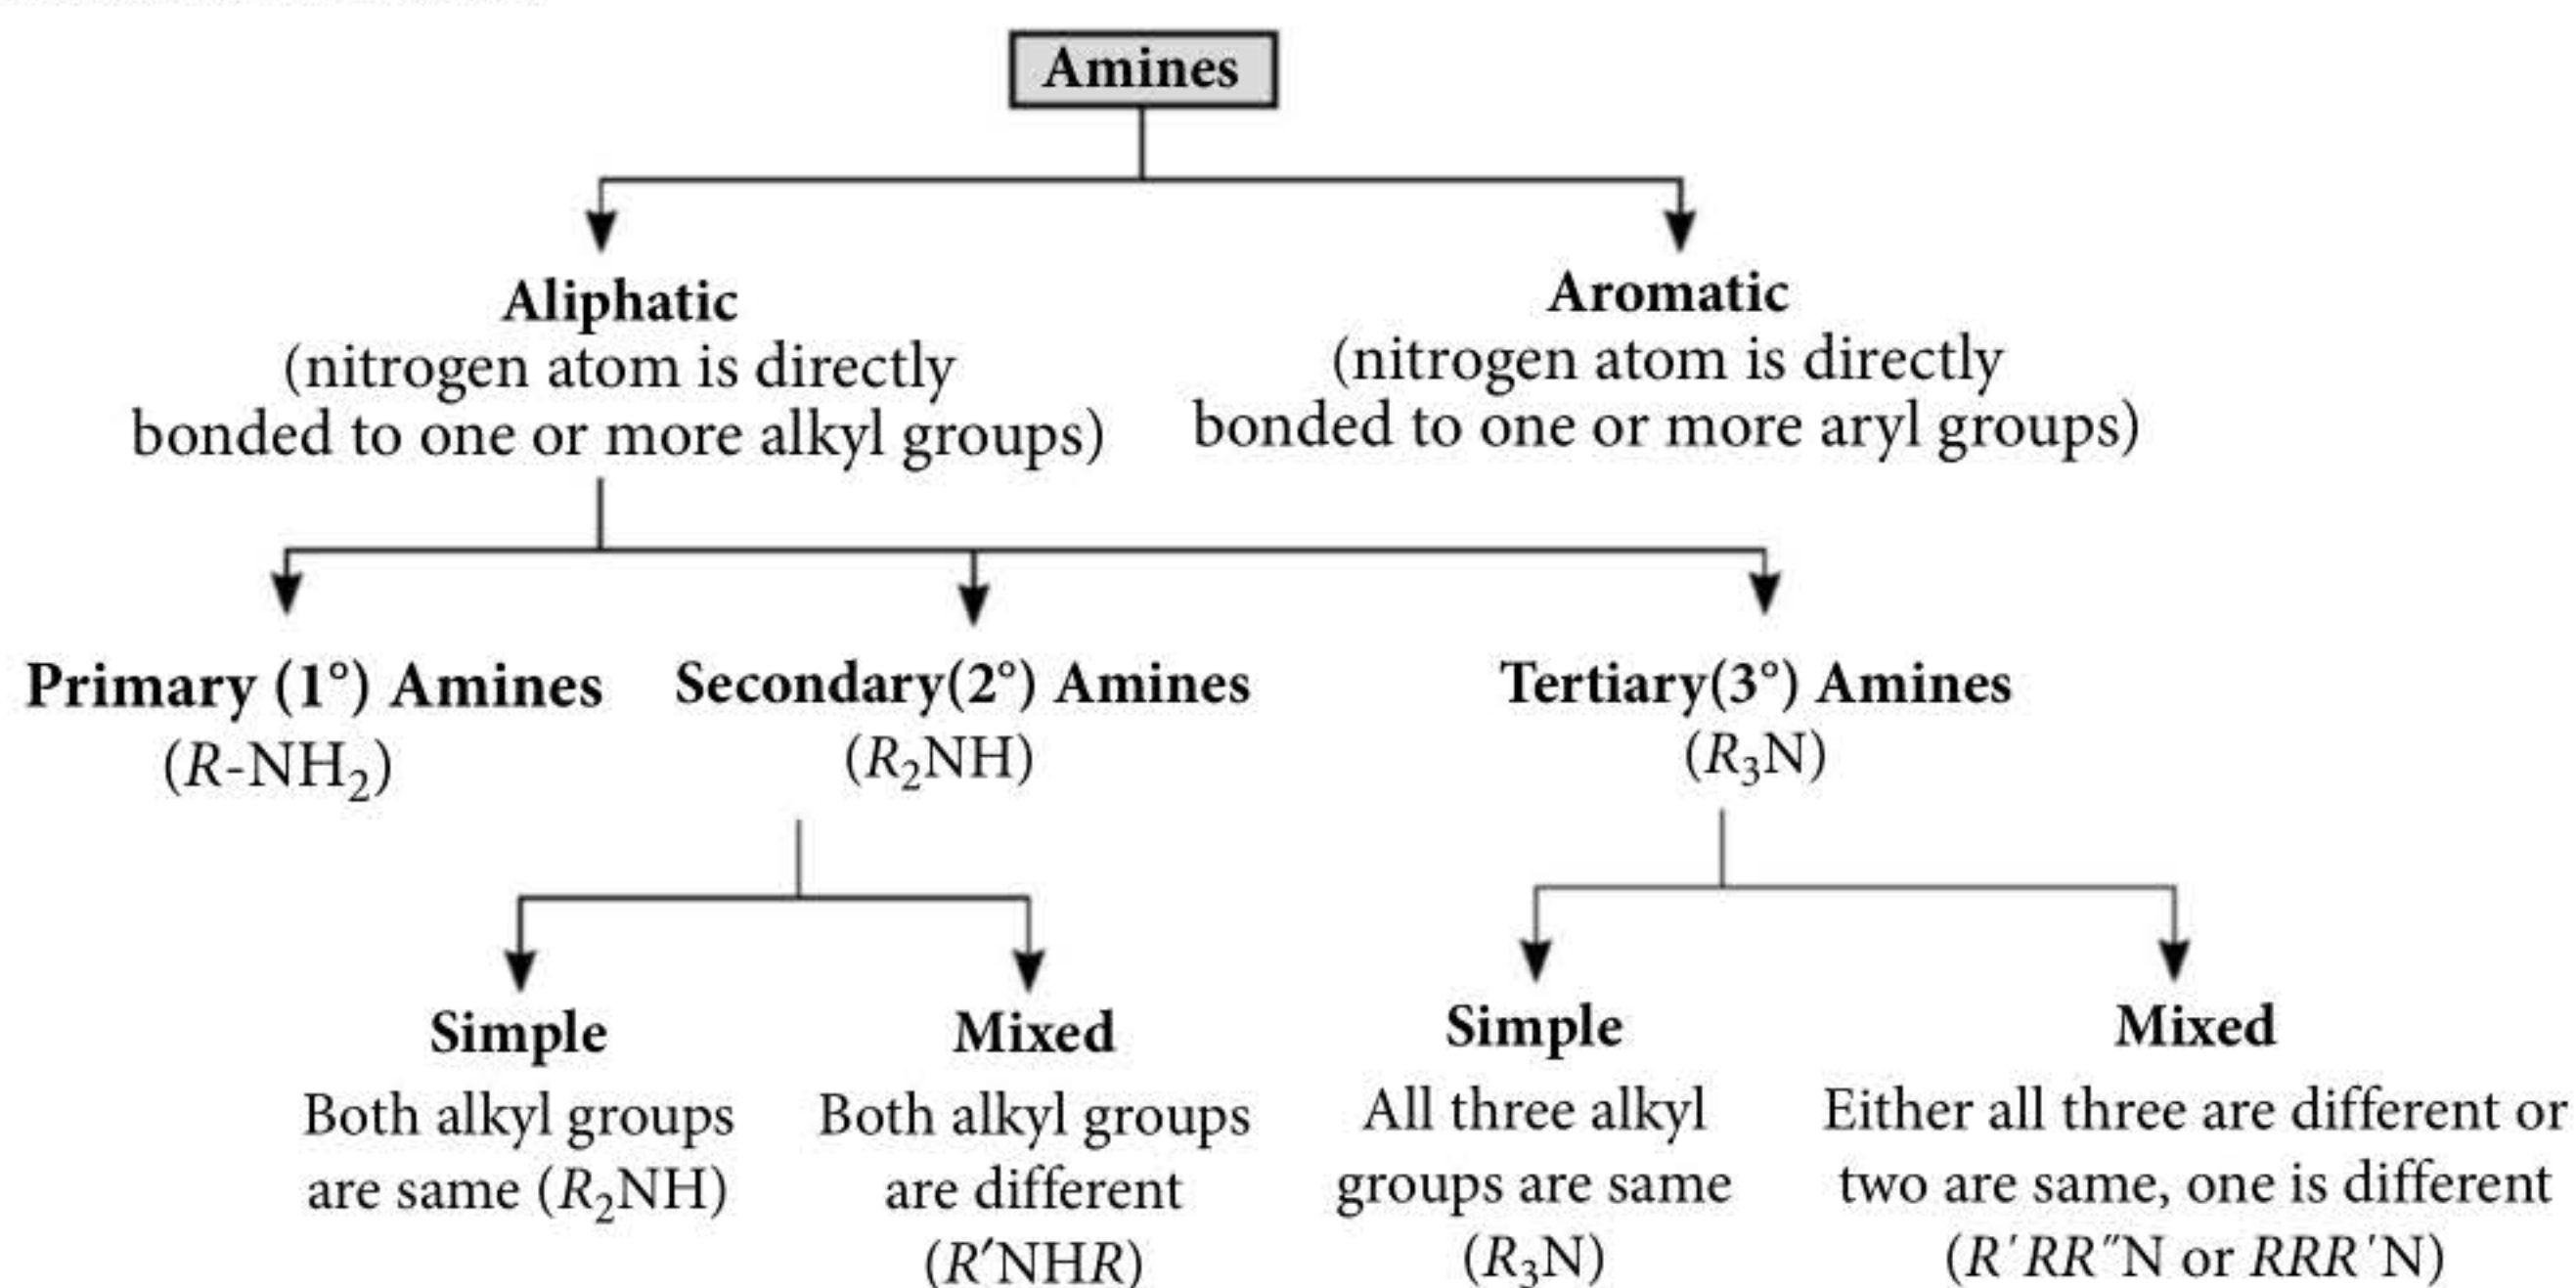 Amines
Aliphatic
(nitrogen atom is directly
bonded to one or more alkyl groups)
Aromatic
(nitrogen atom is directly
bonded to one or more aryl groups)
Primary (1°) Amines
(R-NH₂)
Secondary(2°) Amines
(R₂NH)
Tertiary(3°) Amines
(R₃N)
Simple
Both alkyl groups
are same (R₂NH)
Mixed
Both alkyl groups
are different
(R′NHR)
Simple
All three alkyl
groups are same
(R₃N)
Mixed
Either all three are different or
two are same, one is different
(R′RR″N or RRR′N)